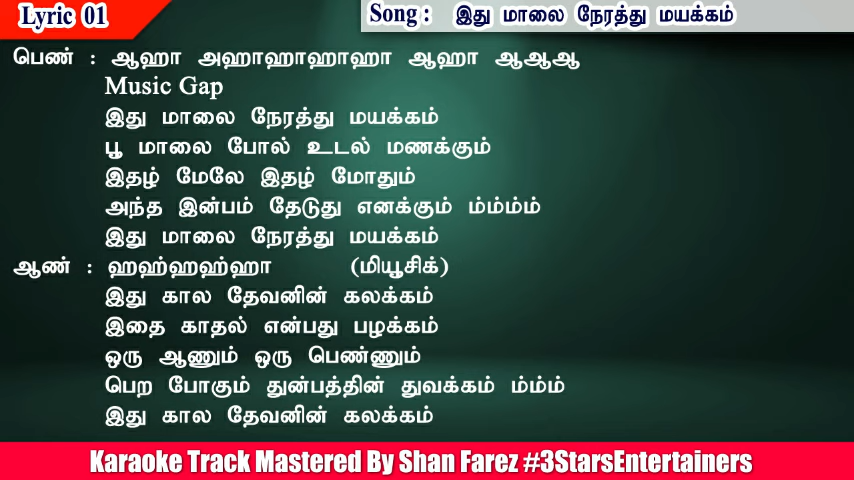 Lyric 01
Song : இது மாலை நேரத்து மயக்கம்
பெண் : ஆஹா அஹாஹாஹாஹா ஆஹா ஆஆஆ
Music Gap
இது மாலை நேரத்து மயக்கம்
பூ மாலை போல் உடல் மணக்கும்
இதழ் மேலே இதழ் மோதும்
அந்த இன்பம் தேடுது எனக்கும் ம்ம்ம்ம்
இது மாலை நேரத்து மயக்கம்
ஆண் : ஹஹ்ஹஹ்ஹா (மியூசிக்)
இது கால தேவனின் கலக்கம்
இதை காதல் என்பது பழக்கம்
ஒரு ஆணும் ஒரு பெண்ணும்
பெற போகும் துன்பத்தின் துவக்கம் ம்ம்ம்
இது கால தேவனின் கலக்கம்
Karaoke Track Mastered By Shan Farez #3StarsEntertainers